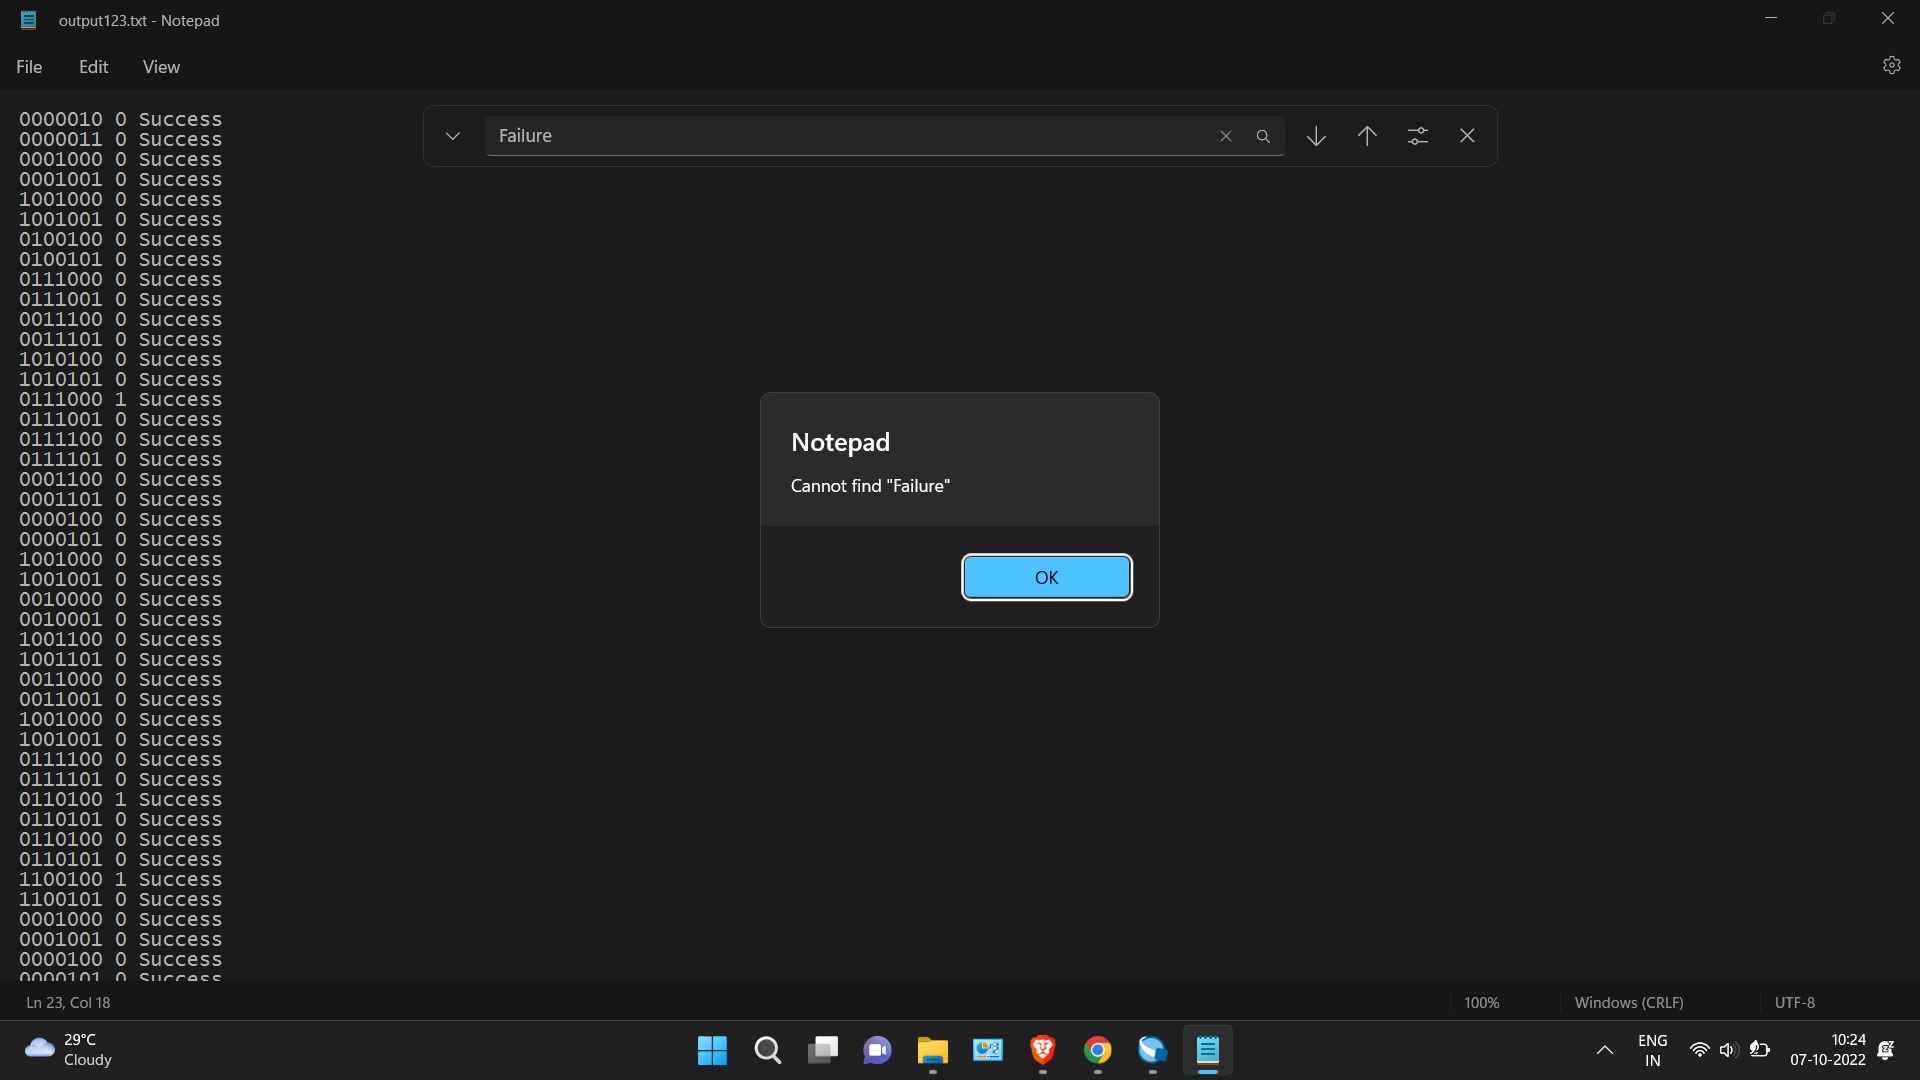 output123.txt - Notepad
File Edit View
Failure
0000010 0 Success
0000011 0 Success
0001000 0 Success
0001001 0 Success
1001000 0 Success
1001001 0 Success
0100100 0 Success
0100101 0 Success
0111000 0 Success
0111001 0 Success
0011100 0 Success
0011101 0 Success
1010100 0 Success
1010101 0 Success
0111000 1 Success
0111001 0 Success
0111100 0 Success
0111101 0 Success
0001100 0 Success
0001101 0 Success
0000100 0 Success
0000101 0 Success
1001000 0 Success
1001001 0 Success
0010000 0 Success
0010001 0 Success
1001100 0 Success
1001101 0 Success
0011000 0 Success
0011001 0 Success
1001000 0 Success
1001001 0 Success
0111100 0 Success
0111101 0 Success
0110100 1 Success
0110101 0 Success
0110100 0 Success
0110101 0 Success
1100100 1 Success
1100101 0 Success
0001000 0 Success
0001001 0 Success
0000100 0 Success
0000101 0 Success
Notepad
Cannot find "Failure"
OK
Ln 23, Col 18
100%
Windows (CRLF)
UTF-8
29°C
Cloudy
ENG
IN
10:24
07-10-2022